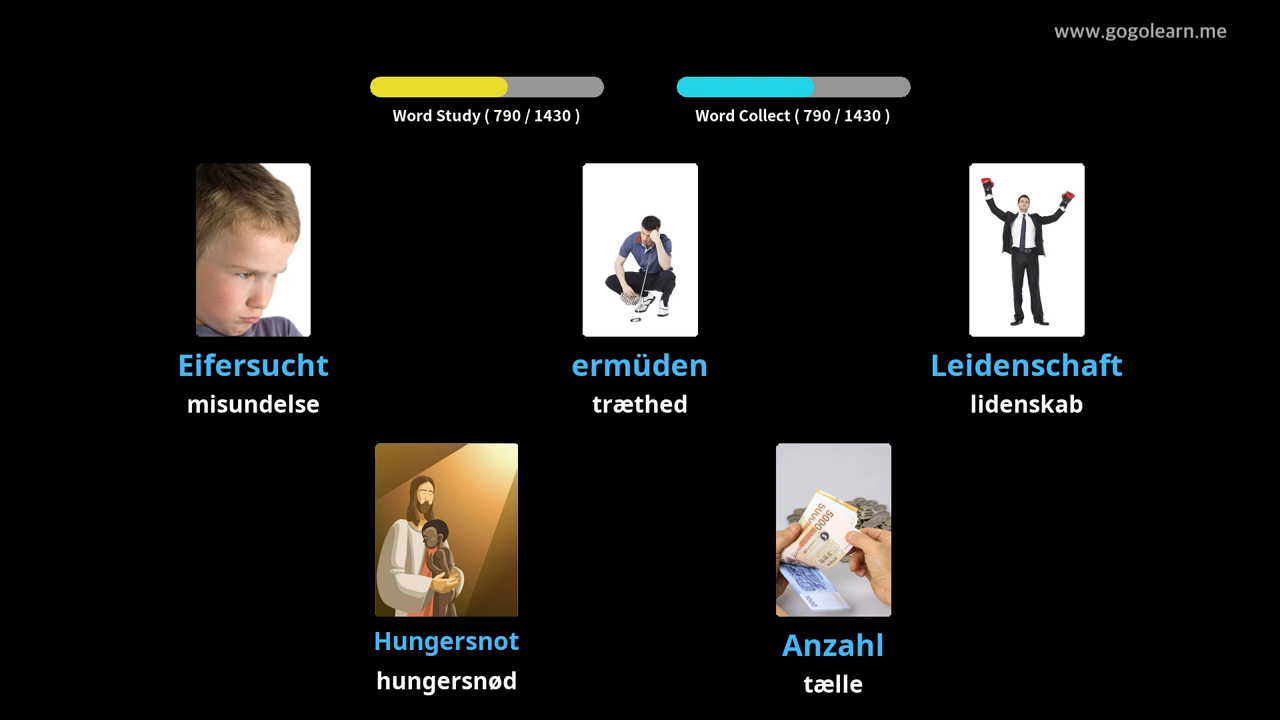 www.gogolearn.me
Word Study ( 790 / 1430 )
Word Collect ( 790 / 1430 )
Eifersucht
misundelse
ermüden
træthed
Leidenschaft
lidenskab
Hungersnot
hungersnød
5000
Anzahl
tælle